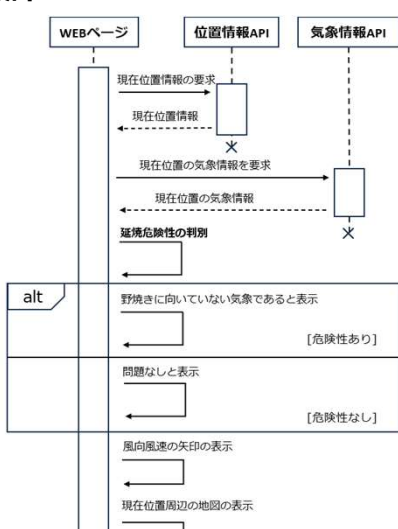 WEBページ
位置情報API
気象情報API
現在位置情報の要求
現在位置情報
現在位置の気象情報を要求
現在位置の気象情報
延焼危険性の判別
alt
野焼きに向いていない気象であると表示
[危険性あり]
問題なしと表示
[危険性なし]
風向風速の矢印の表示
現在位置周辺の地図の表示